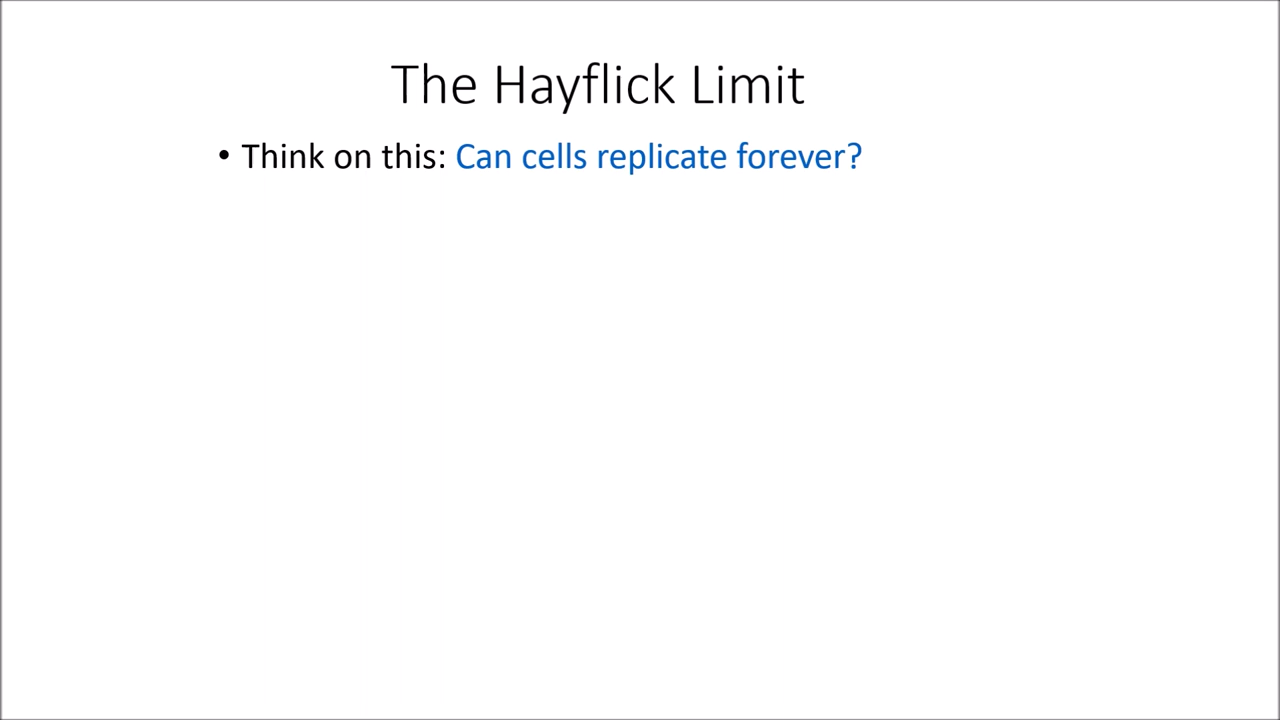 The Hayflick Limit
• Think on this: Can cells replicate forever?